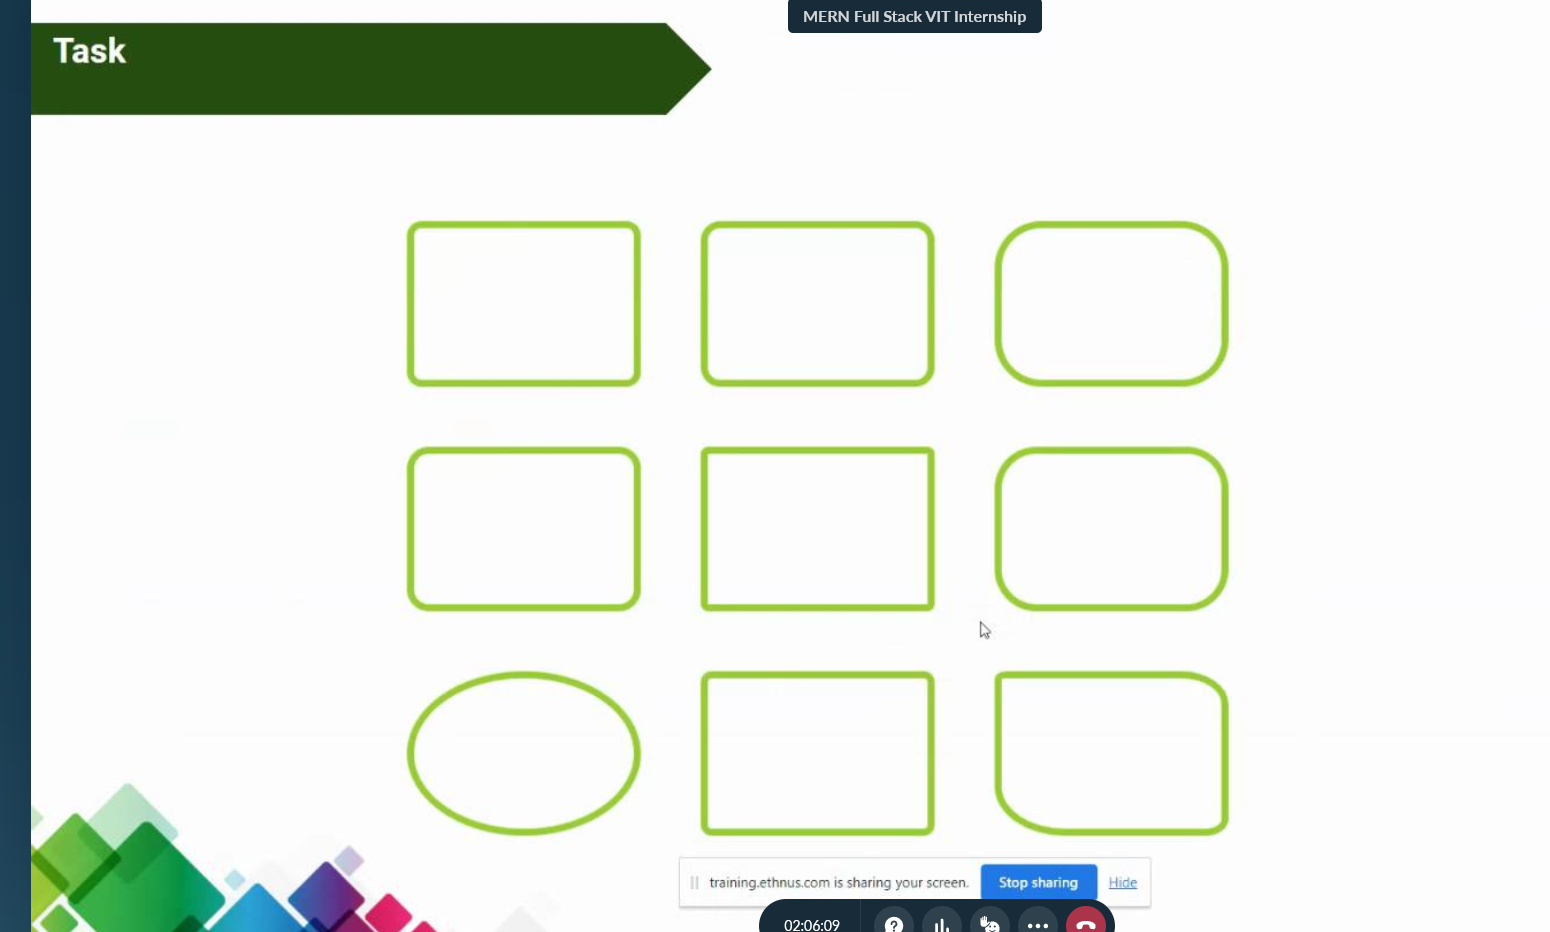 MERN Full Stack VIT Internship
Task
training.ethnus.com is sharing your screen.
Stop sharing
Hide
02:06:09